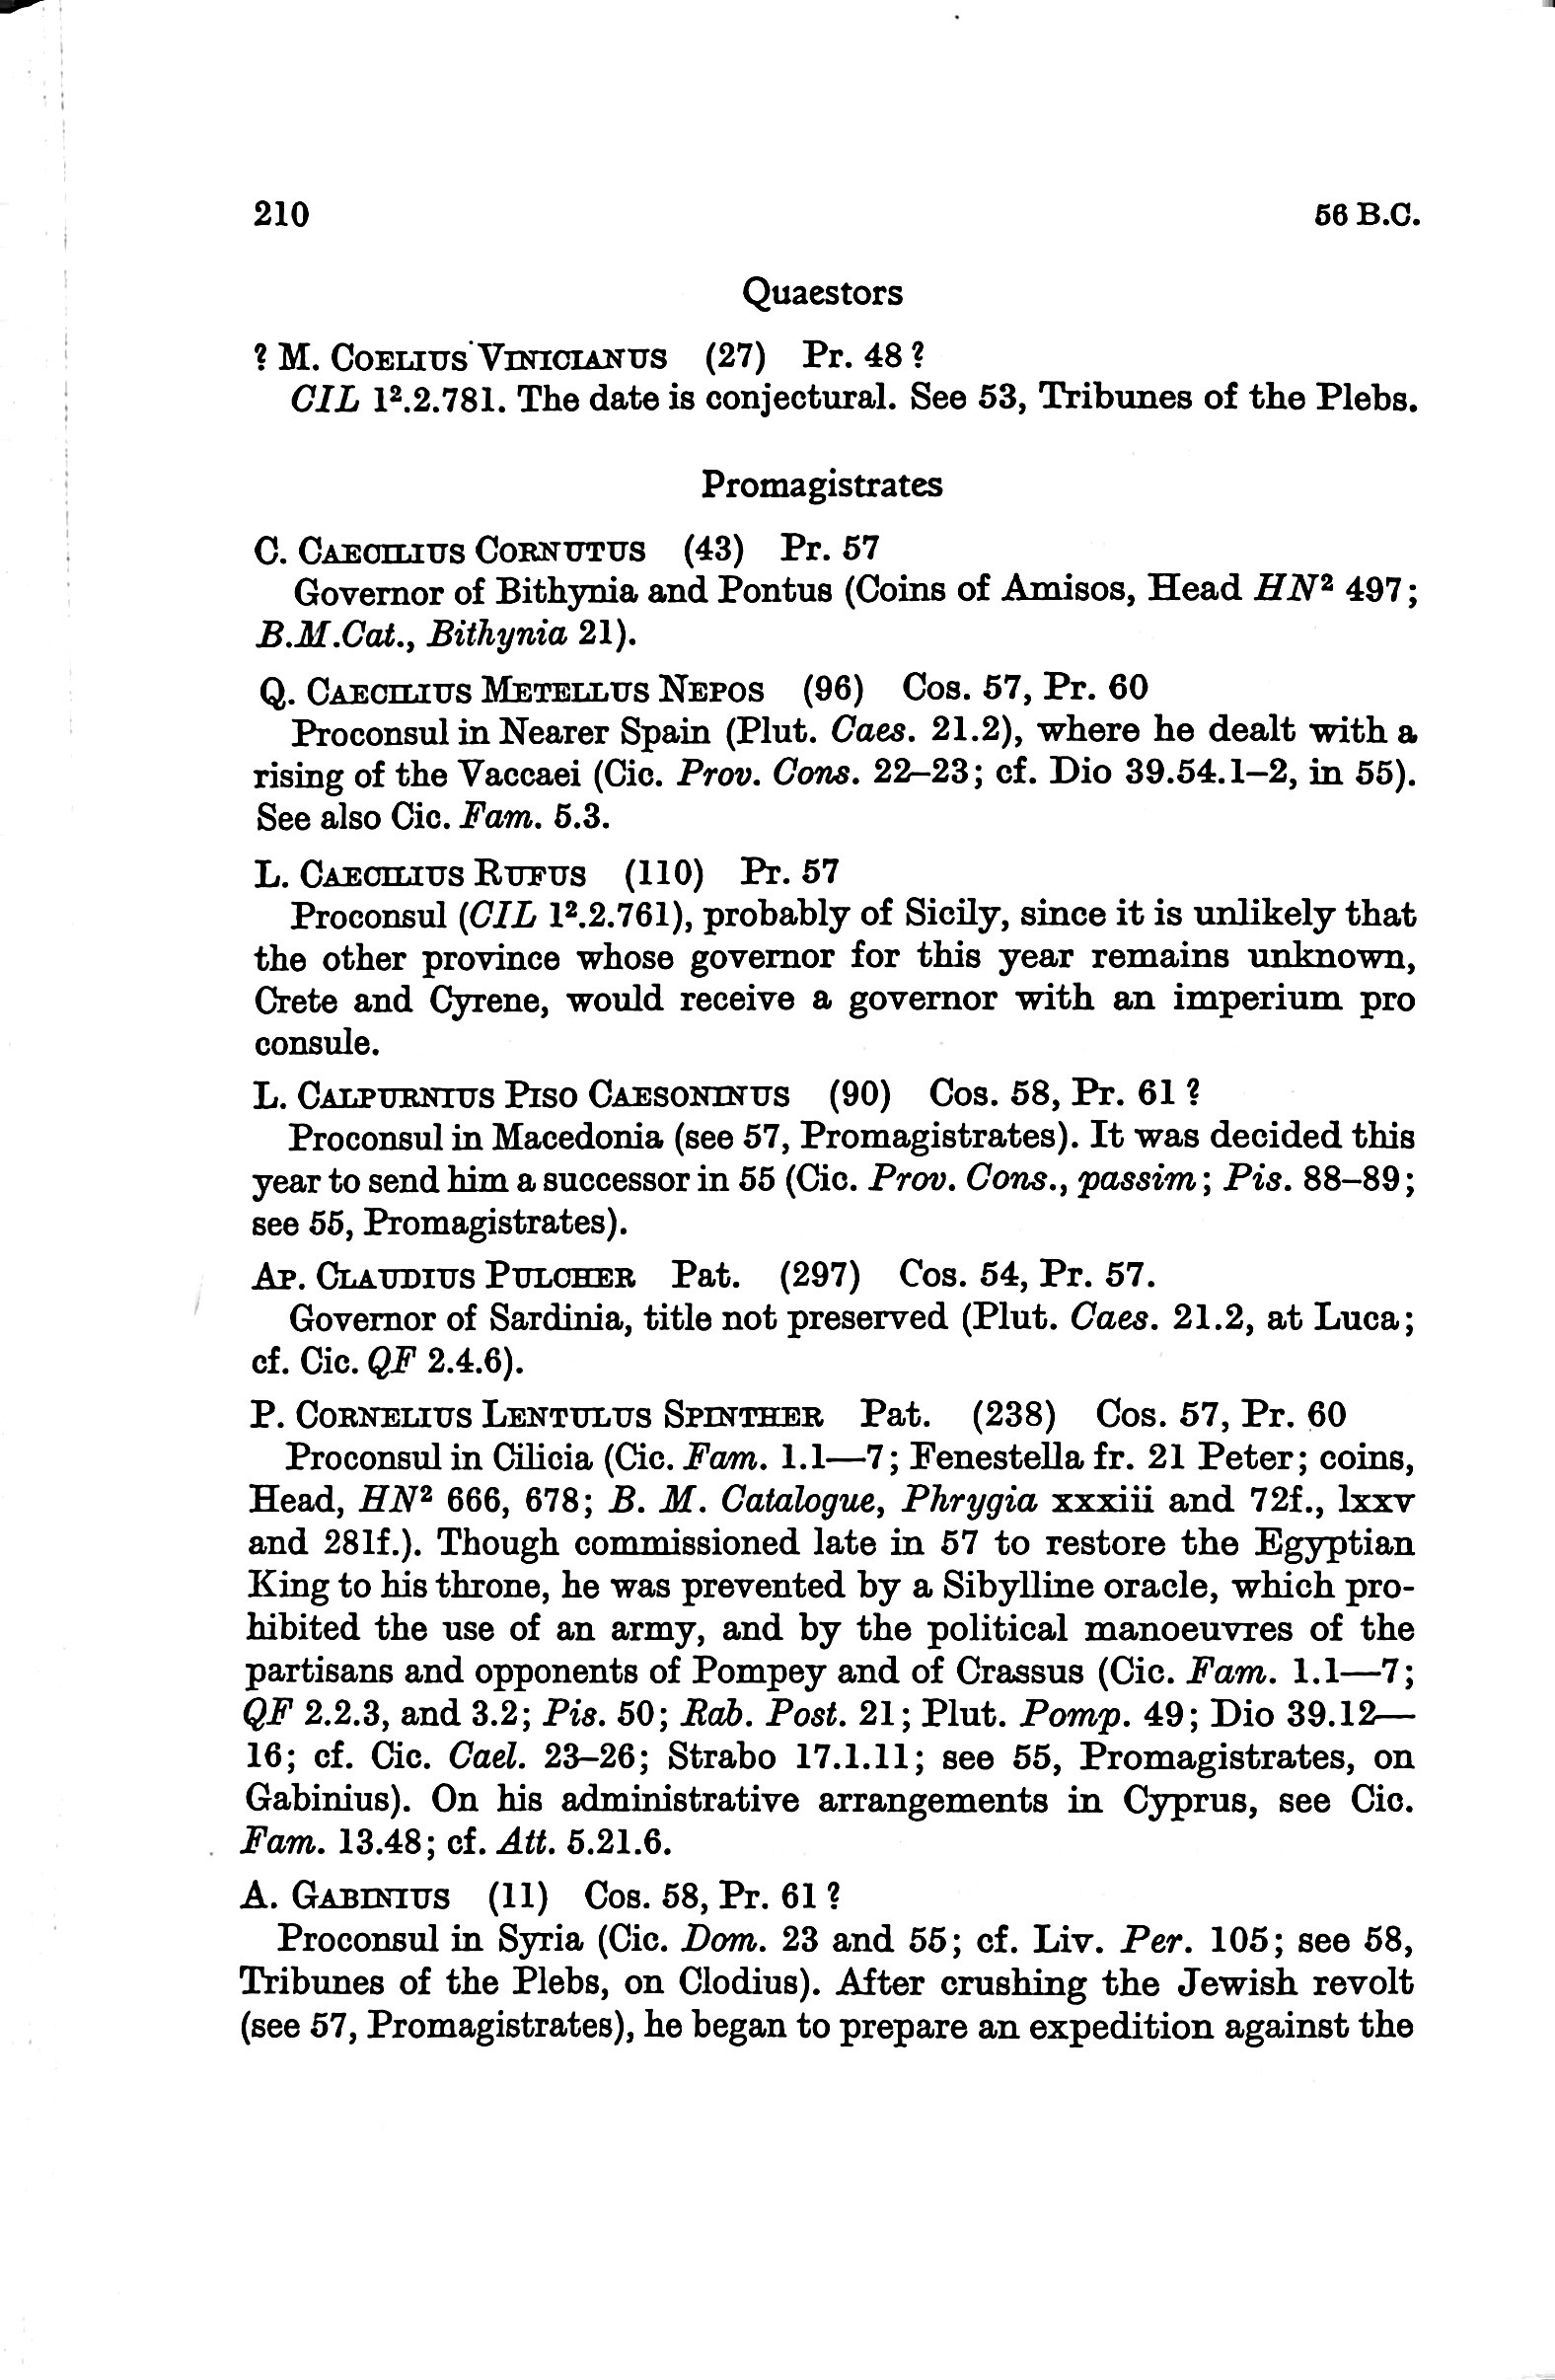 210 56 B.C.
Quaestors
? M. COELIUS VINICIANUS (27) Pr. 48 ?
CIL 1².2.781. The date is conjectural. See 53, Tribunes of the Plebs.
Promagistrates
C. CAECILIUS CORNUTUS (43) Pr. 57
Governor of Bithynia and Pontus (Coins of Amisos, Head HN² 497;
B.M.Cat., Bithynia 21).
Q. CAECILIUS METELLUS NEPOS (96) Cos. 57, Pr. 60
Proconsul in Nearer Spain (Plut. Caes. 21.2), where he dealt with a
rising of the Vaccaei (Cic. Prov. Cons. 22–23; cf. Dio 39.54.1–2, in 55).
See also Cic. Fam. 5.3.
L. CAECILIUS RUFUS (110) Pr. 57
Proconsul (CIL 1².2.761), probably of Sicily, since it is unlikely that
the other province whose governor for this year remains unknown,
Crete and Cyrene, would receive a governor with an imperium pro
consule.
L. CALPURNIUS PISO CAESONINUS (90) Cos. 58, Pr. 61 ?
Proconsul in Macedonia (see 57, Promagistrates). It was decided this
year to send him a successor in 55 (Cic. Prov. Cons., passim; Pis. 88–89;
see 55, Promagistrates).
AP. CLAUDIUS PULCHER Pat. (297) Cos. 54, Pr. 57.
Governor of Sardinia, title not preserved (Plut. Caes. 21.2, at Luca;
cf. Cic. QF 2.4.6).
P. CORNELIUS LENTULUS SPINTHER Pat. (238) Cos. 57, Pr. 60
Proconsul in Cilicia (Cic. Fam. 1.1—7; Fenestella fr. 21 Peter; coins,
Head, HN² 666, 678; B. M. Catalogue, Phrygia xxxiii and 72f., lxxv
and 281f.). Though commissioned late in 57 to restore the Egyptian
King to his throne, he was prevented by a Sibylline oracle, which pro-
hibited the use of an army, and by the political manoeuvres of the
partisans and opponents of Pompey and of Crassus (Cic. Fam. 1.1—7;
QF 2.2.3, and 3.2; Pis. 50; Rab. Post. 21; Plut. Pomp. 49; Dio 39.12—
16; cf. Cic. Cael. 23–26; Strabo 17.1.11; see 55, Promagistrates, on
Gabinius). On his administrative arrangements in Cyprus, see Cic.
Fam. 13.48; cf. Att. 5.21.6.
A. GABINIUS (11) Cos. 58, Pr. 61 ?
Proconsul in Syria (Cic. Dom. 23 and 55; cf. Liv. Per. 105; see 58,
Tribunes of the Plebs, on Clodius). After crushing the Jewish revolt
(see 57, Promagistrates), he began to prepare an expedition against the